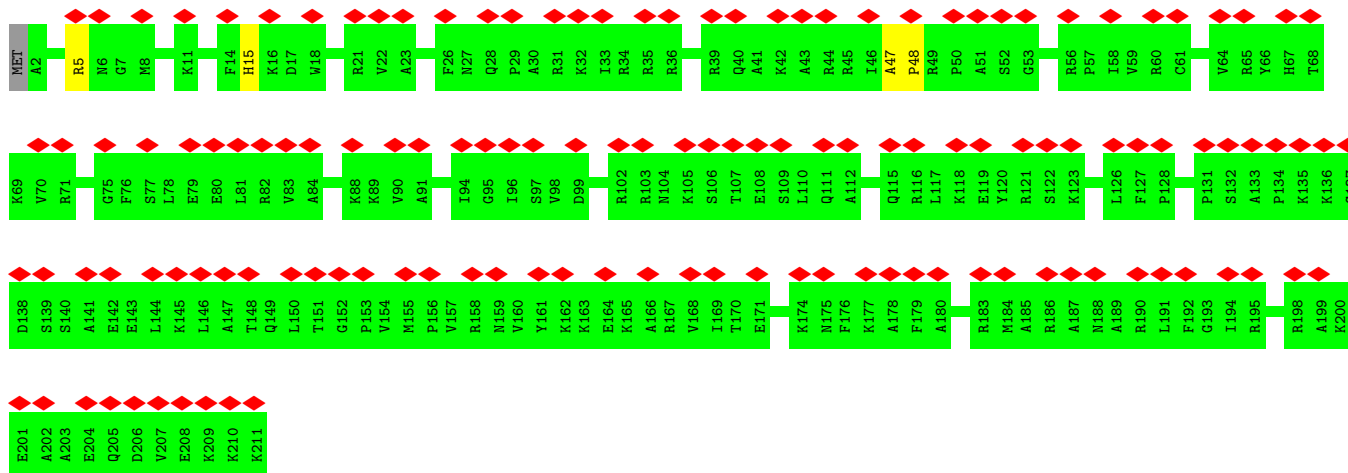 MET A2 R5 N6 G7 M8 K11 F14 H15 K16 D17 W18 R21 V22 A23 F26 N27 Q28 P29 A30 R31 K32 I33 R34 R35 R36 R39 Q40 A41 K42 A43 R44 R45 I46 A47 P48 R49 P50 A51 S52 G53 R56 P57 I58 V59 R60 C61 V64 R65 Y66 H67 T68
K69 V70 R71 G75 F76 S77 L78 E79 E80 L81 R82 V83 A84 K88 K89 V90 A91 I94 G95 I96 S97 V98 D99 R102 R103 N104 K105 S106 T107 E108 S109 L110 Q111 A112 Q115 R116 L117 K118 E119 Y120 R121 S122 K123 L126 F127 P128 P131 S132 A133 P134 K135 K136
D138 S139 S140 A141 E142 E143 L144 K145 L146 A147 T148 Q149 L150 T151 G152 P153 V154 M155 P156 V157 R158 N159 V160 Y161 K162 K163 E164 K165 A166 R167 V168 I169 T170 E171 K174 N175 F176 K177 A178 F179 A180 R183 M184 A185 R186 A187 N188 A189 R190 L191 F192 G193 I194 R195 R198 A199 K200
E201 A202 A203 E204 Q205 D206 V207 E208 K209 K210 K211